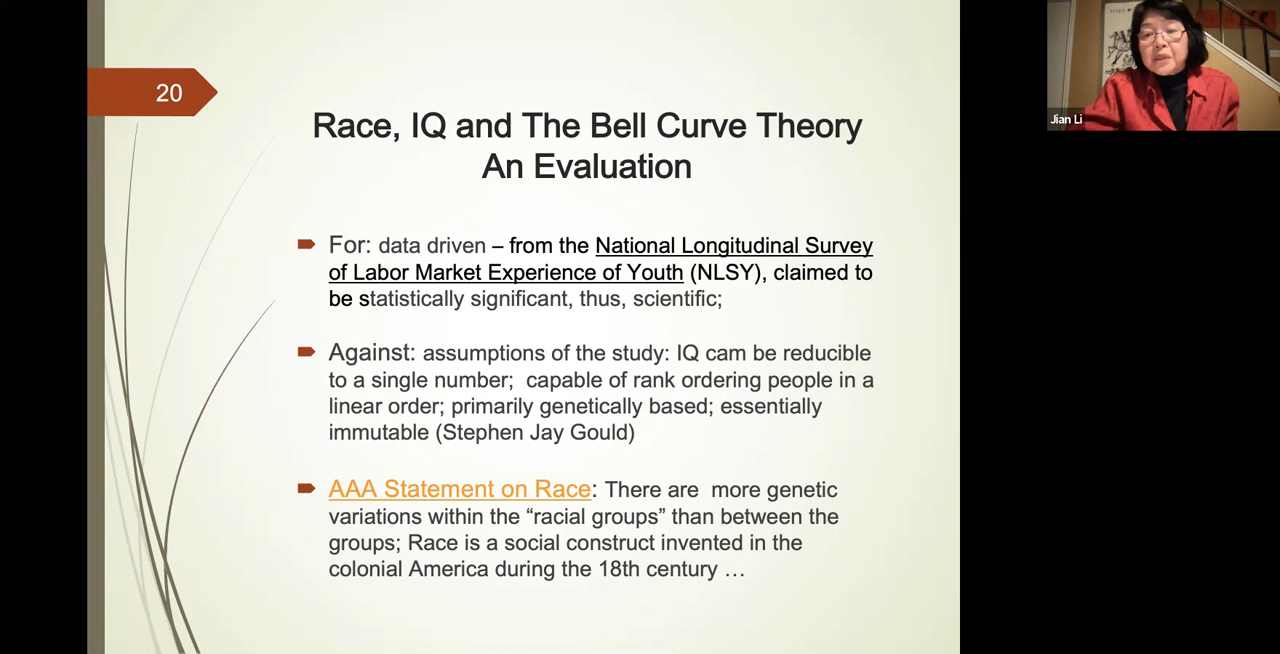 20
Race, IQ and The Bell Curve Theory
An Evaluation
For: data driven – from the National Longitudinal Survey
of Labor Market Experience of Youth (NLSY), claimed to
be statistically significant, thus, scientific;
Against: assumptions of the study: IQ cam be reducible
to a single number;  capable of rank ordering people in a
linear order; primarily genetically based; essentially
immutable (Stephen Jay Gould)
AAA Statement on Race: There are  more genetic
variations within the “racial groups” than between the
groups; Race is a social construct invented in the
colonial America during the 18th century …
Jian Li